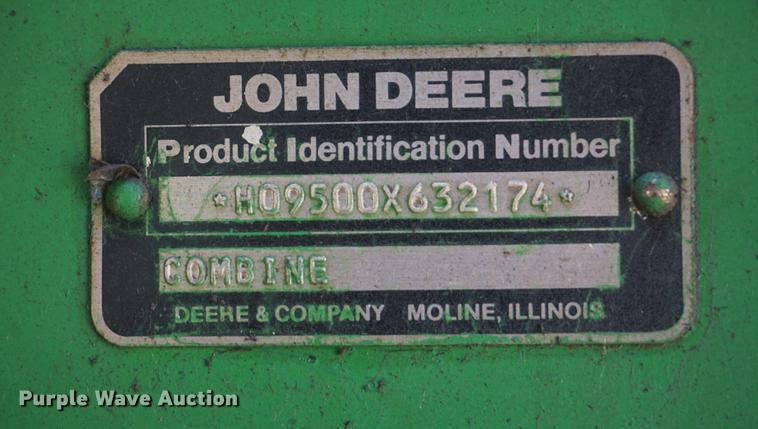 JOHN DEERE
Product Identification Number
*H09500X632174*
COMBINE
DEERE & COMPANY MOLINE, ILLINOIS
Purple Wave Auction